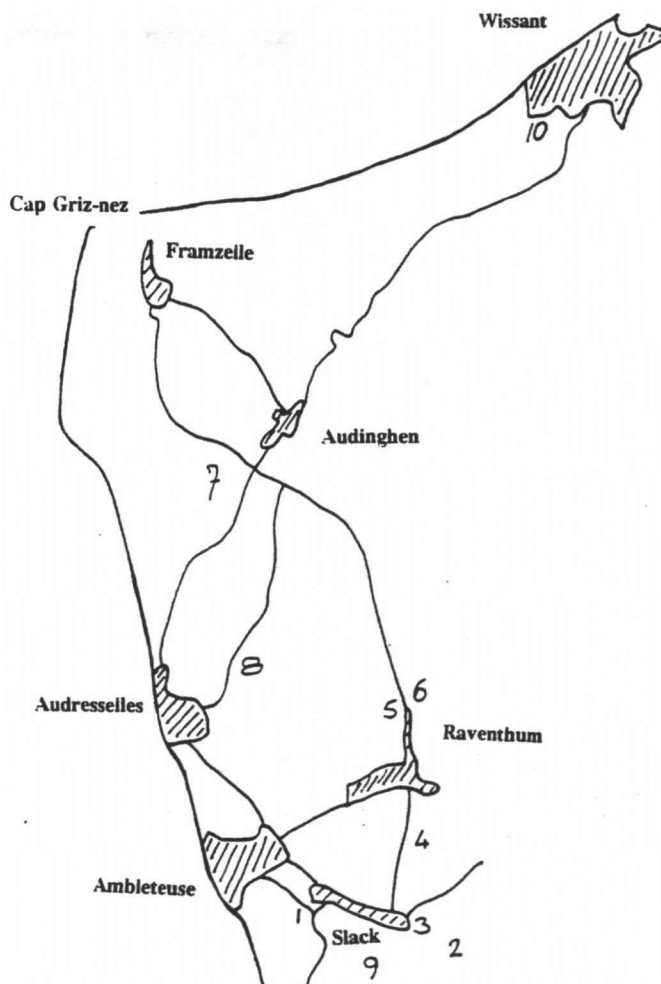 Wissant
10
Cap Griz-nez
Framzelle
Audinghen
7
8
Audresselles
5
6
Raventhum
4
Ambleteuse
1
Slack
3
2
9